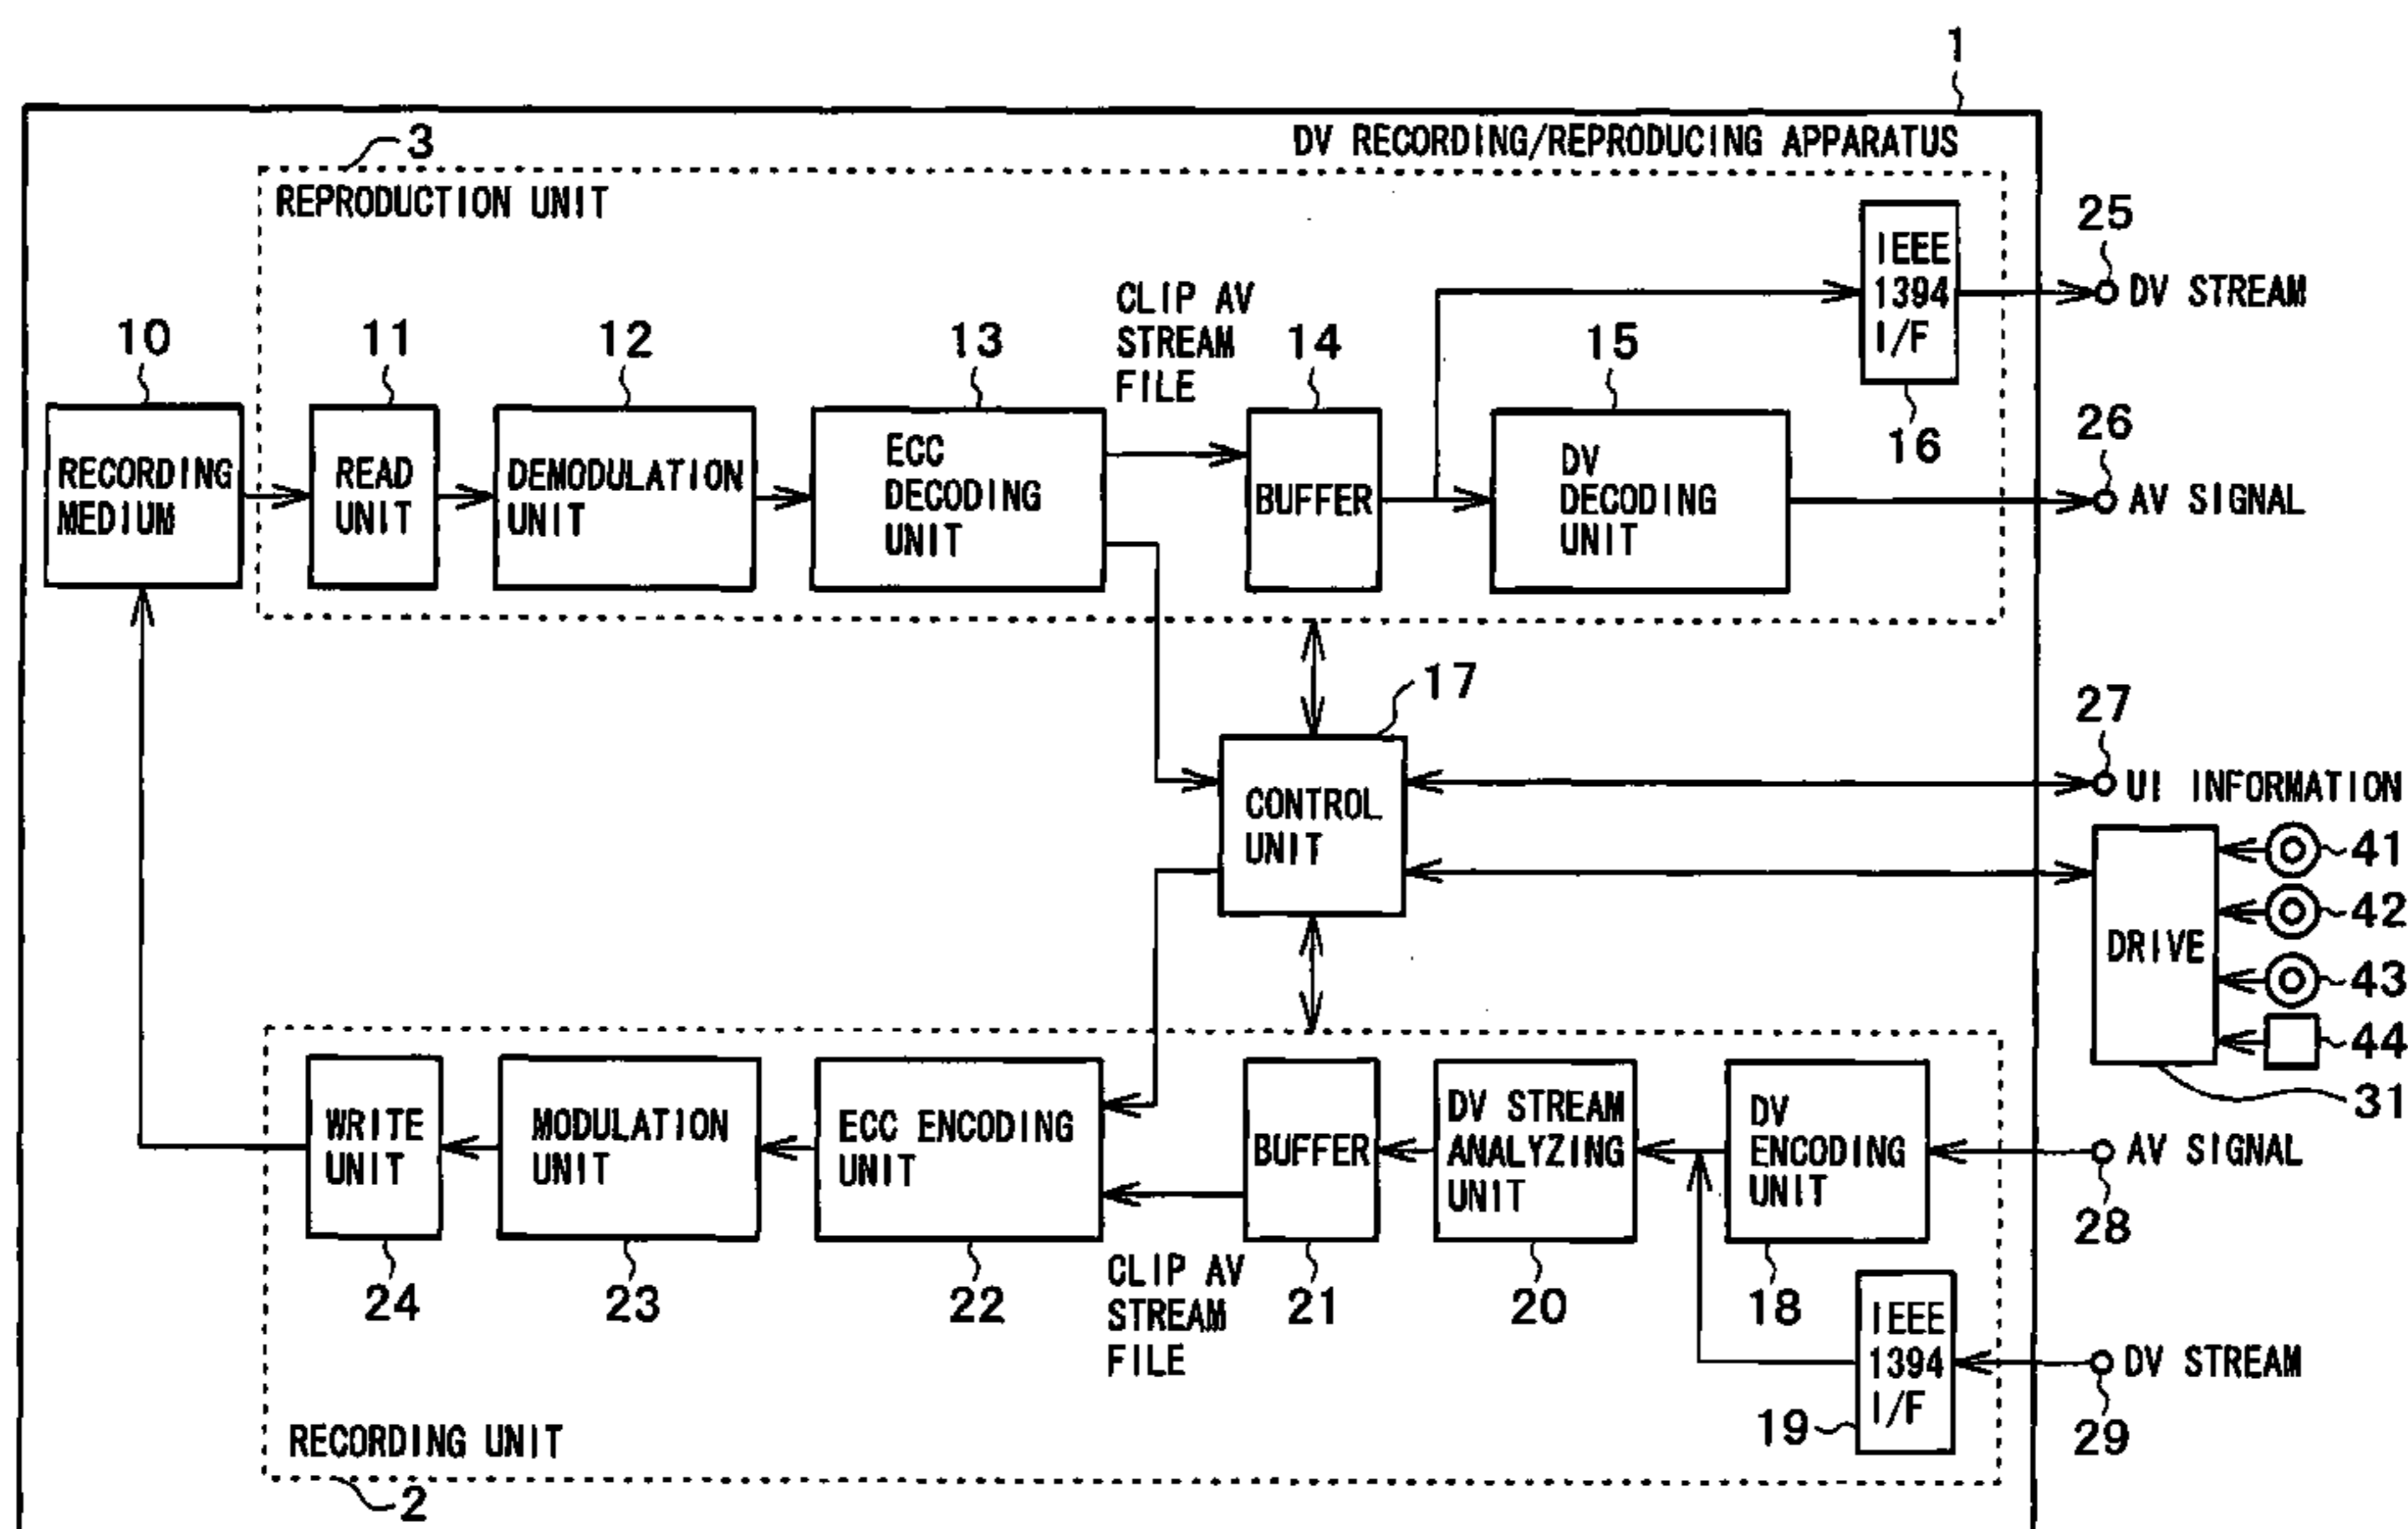 1
DV RECORDING/REPRODUCING APPARATUS
3
REPRODUCTION UNIT
IEEE
1394
I/F
16
25
DV STREAM
10
RECORDING
MEDIUM
11
READ
UNIT
12
DEMODULATION
UNIT
13
ECC
DECODING
UNIT
CLIP AV
STREAM
FILE
14
BUFFER
15
DV
DECODING
UNIT
26
AV SIGNAL
17
CONTROL
UNIT
27
UI INFORMATION
DRIVE
41
42
43
44
31
WRITE
UNIT
24
MODULATION
UNIT
23
ECC ENCODING
UNIT
22
CLIP AV
STREAM
FILE
BUFFER
21
DV STREAM
ANALYZING
UNIT
20
DV
ENCODING
UNIT
18
AV SIGNAL
28
IEEE
1394
I/F
19
DV STREAM
29
RECORDING UNIT
2